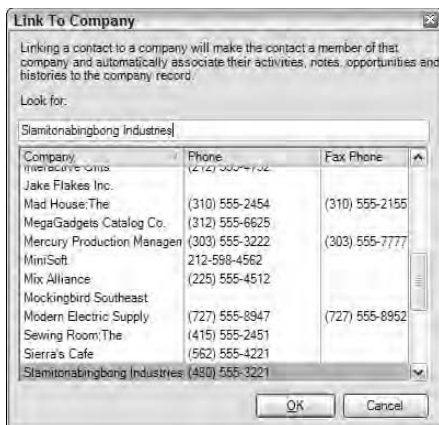 Link To Company
Linking a contact to a company will make the contact a member of that
company and automatically associate their activities, notes, opportunities and
histories to the company record.
Look for:
Slamitonabingbong Industries
Company Phone Fax Phone
Interactive Gifts
Jake Flakes Inc.
Mad House;The (310) 555-2454 (310) 555-2155
MegaGadgets Catalog Co. (312) 555-6625
Mercury Production Managen (303) 555-3222 (303) 555-7777
MiniSoft 212-598-4562
Mix Alliance (225) 555-4512
Mockingbird Southeast
Modern Electric Supply (727) 555-8947 (727) 555-8952
Sewing Room;The (415) 555-2451
Sierra's Cafe (562) 555-4221
Slamitonabingbong Industries (480) 555-3221
OK Cancel